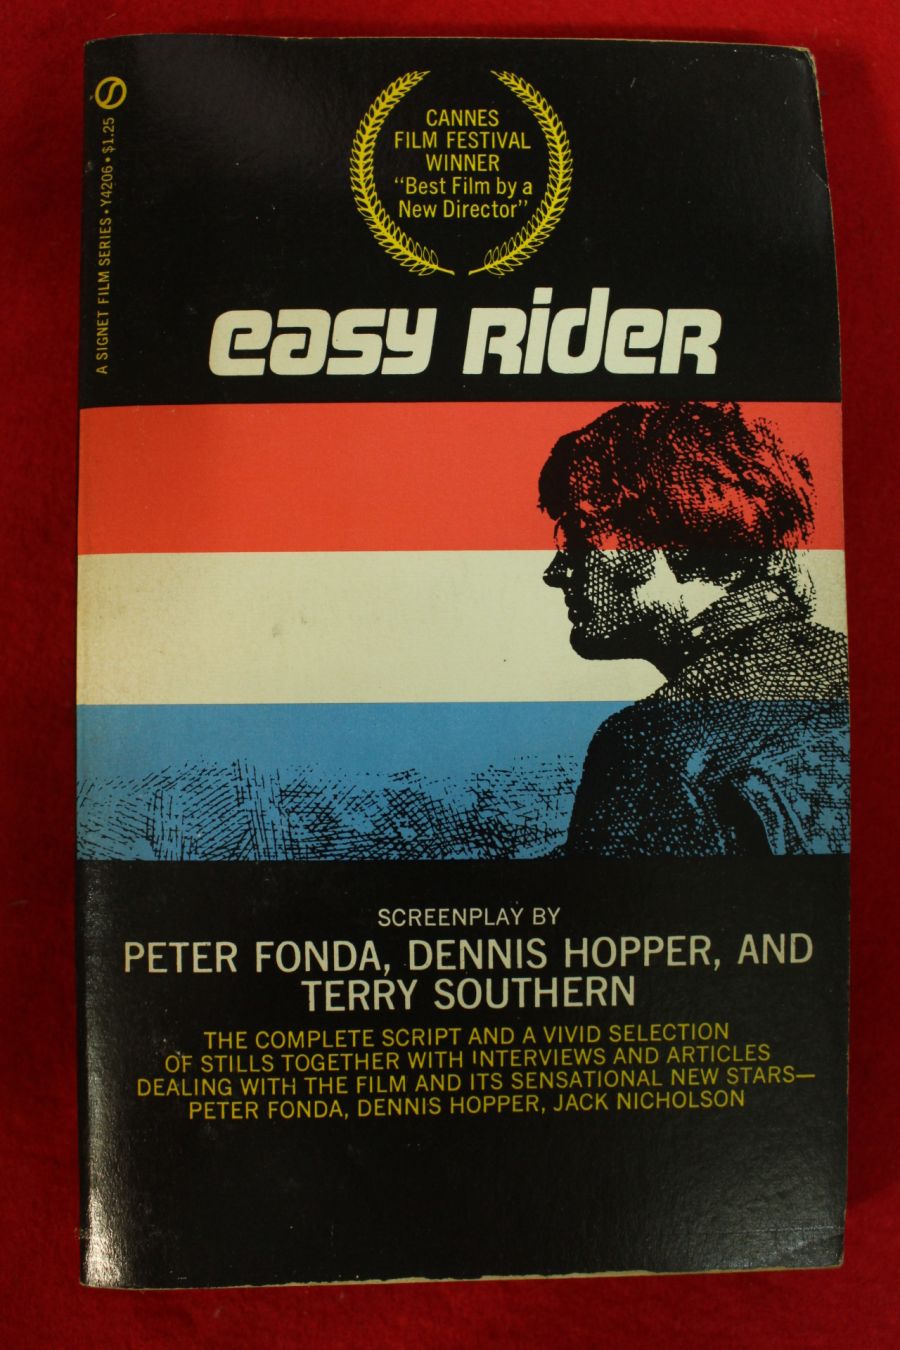 A SIGNET FILM SERIES • Y4206 • $1.25
CANNES
FILM FESTIVAL
WINNER
"Best Film by a
New Director"
easy RideR
SCREENPLAY BY
PETER FONDA, DENNIS HOPPER, AND
TERRY SOUTHERN
THE COMPLETE SCRIPT AND A VIVID SELECTION
OF STILLS TOGETHER WITH INTERVIEWS AND ARTICLES
DEALING WITH THE FILM AND ITS SENSATIONAL NEW STARS—
PETER FONDA, DENNIS HOPPER, JACK NICHOLSON